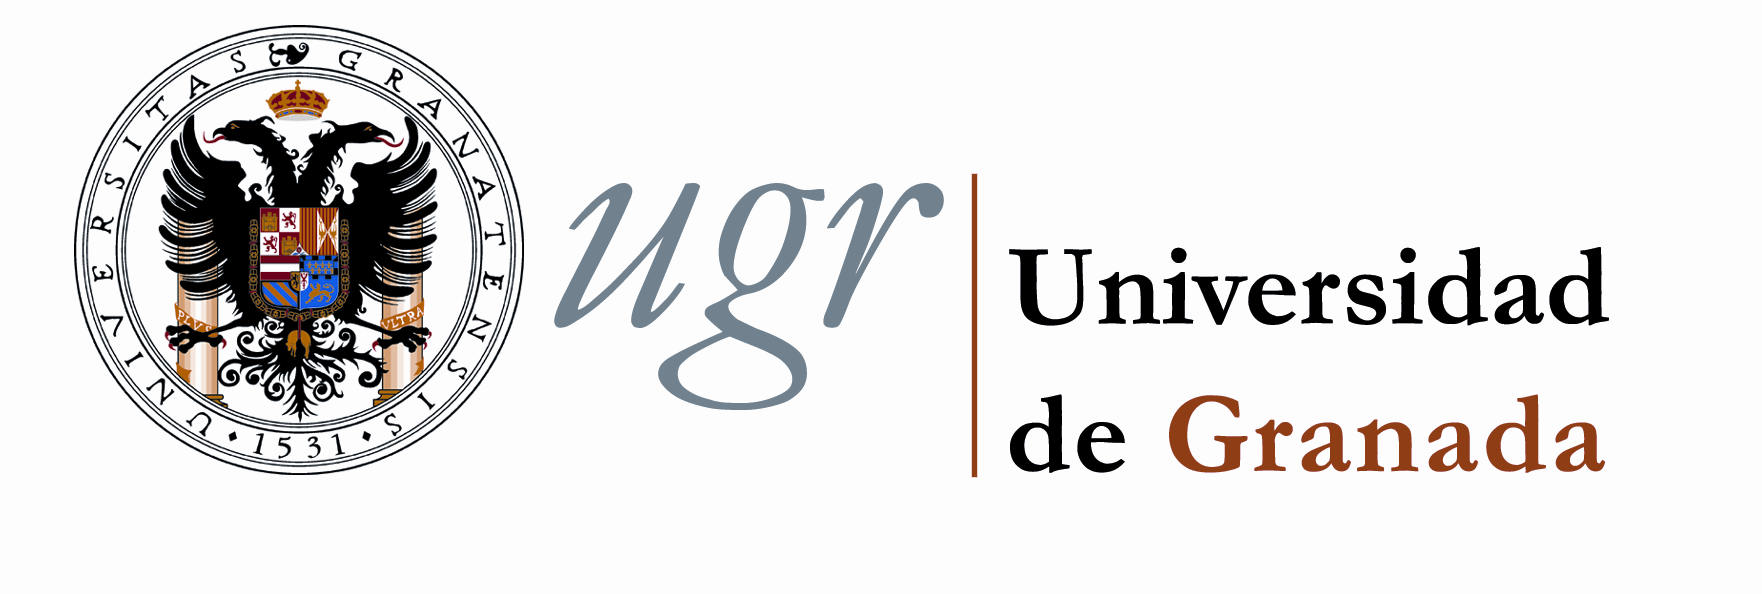 UNIVERSITAS GRANATENSIS
1531
PLVS
VLTRA
ugr
Universidad
de Granada